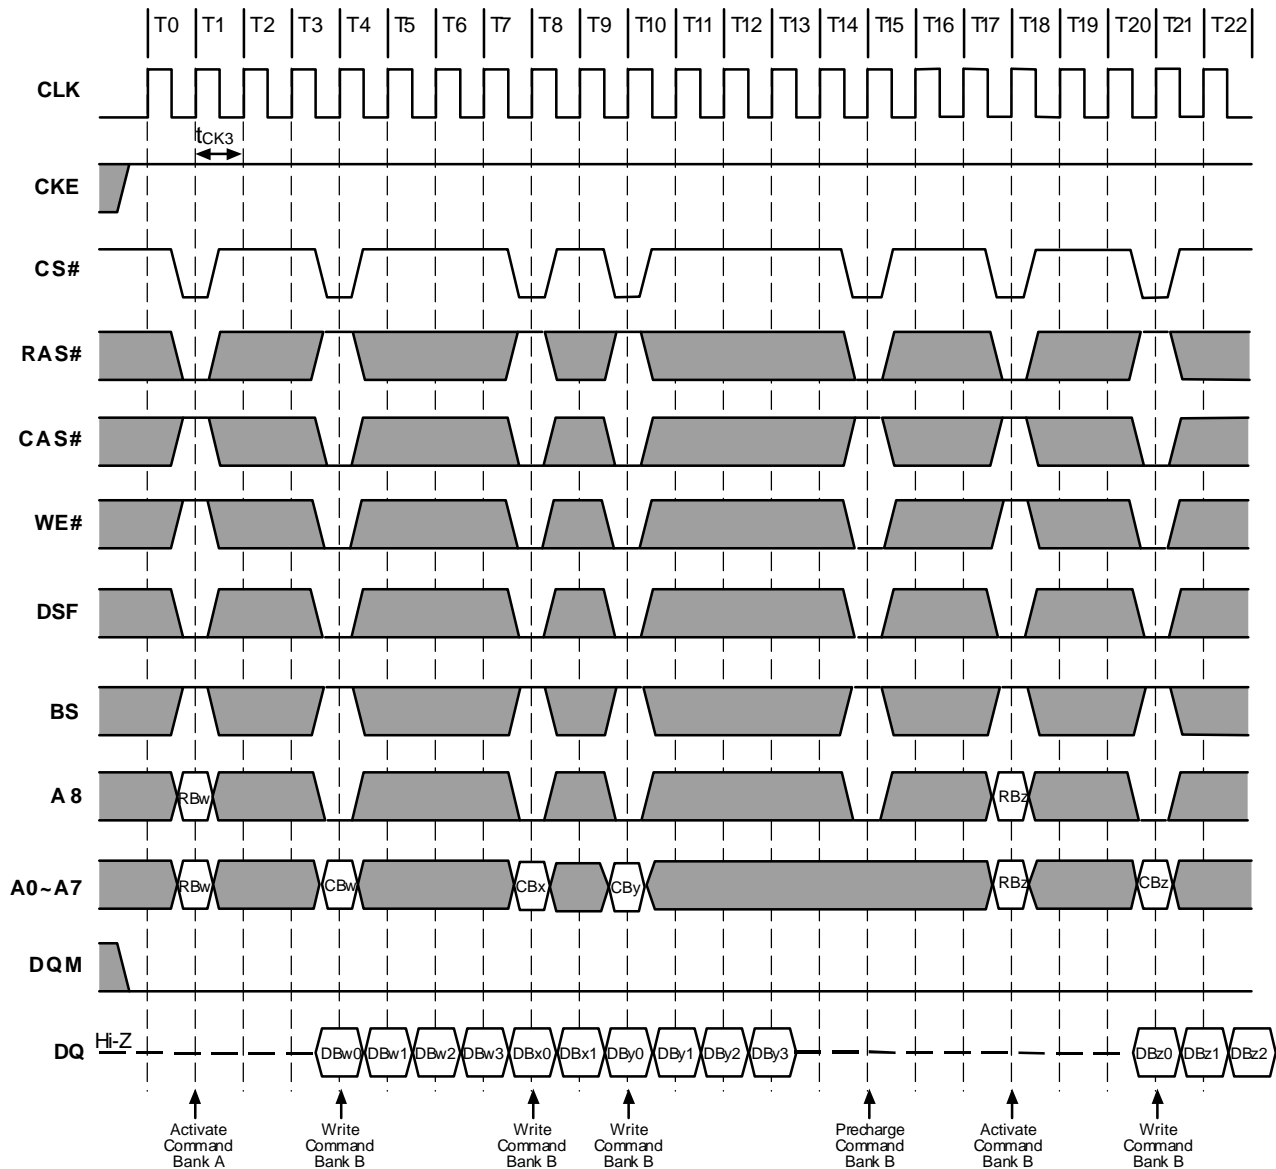 T0 T1 T2 T3 T4 T5 T6 T7 T8 T9 T10 T11 T12 T13 T14 T15 T16 T17 T18 T19 T20 T21 T22
CLK
tCK3
CKE
CS#
RAS#
CAS#
WE#
DSF
BS
A8 RBw RBz
A0~A7 RBw CBw CBx CBy RBz CBz
DQM
DQ Hi-Z DBw0 DBw1 DBw2 DBw3 DBx0 DBx1 DBy0 DBy1 DBy2 DBy3 DBz0 DBz1 DBz2
Activate Write Write Write Precharge Activate Write
Command Command Command Command Command Command Command
Bank A Bank B Bank B Bank B Bank B Bank B Bank B